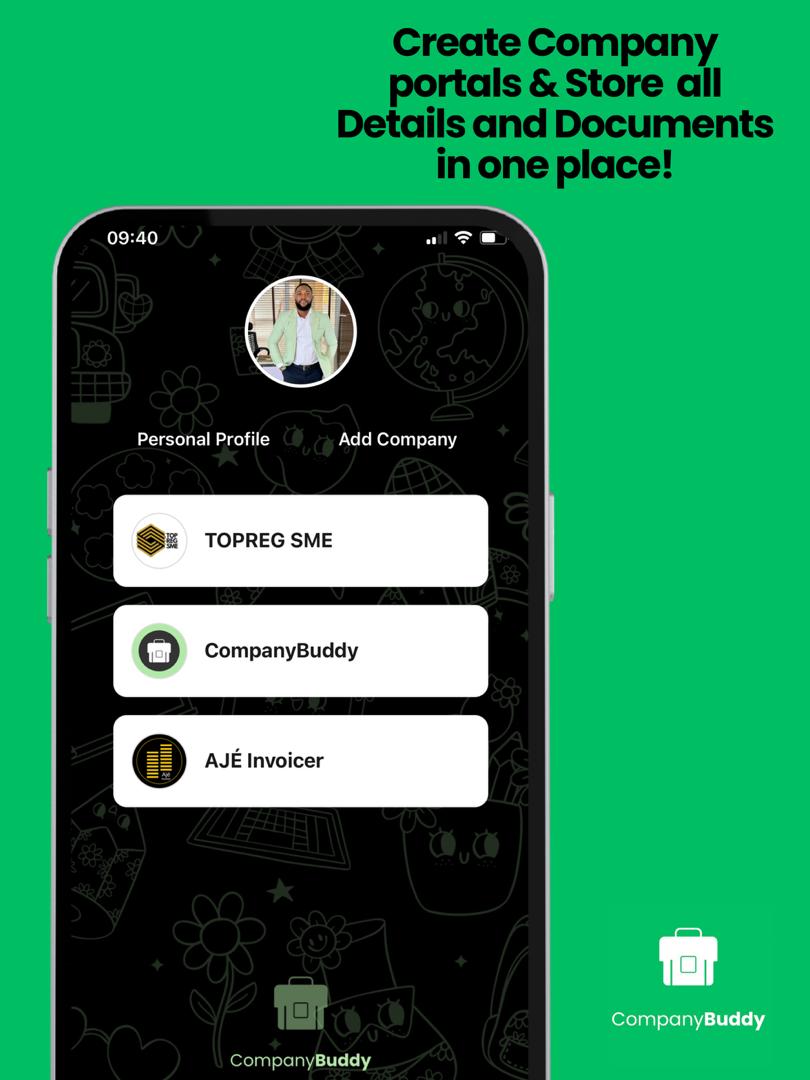 Create Company
portals & Store all
Details and Documents
in one place!
09:40
Personal Profile
Add Company
TOP
REG
SME
TOPREG SME
CompanyBuddy
Ajé
AJÉ Invoicer
CompanyBuddy
CompanyBuddy